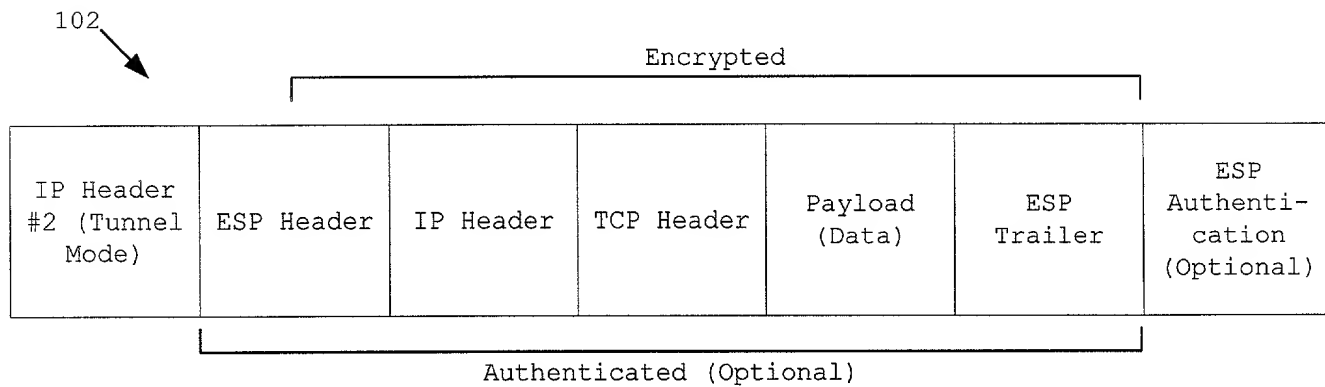 102
Encrypted
IP Header
#2 (Tunnel
Mode)
ESP Header
IP Header
TCP Header
Payload
(Data)
ESP
Trailer
ESP
Authenti-
cation
(Optional)
Authenticated (Optional)